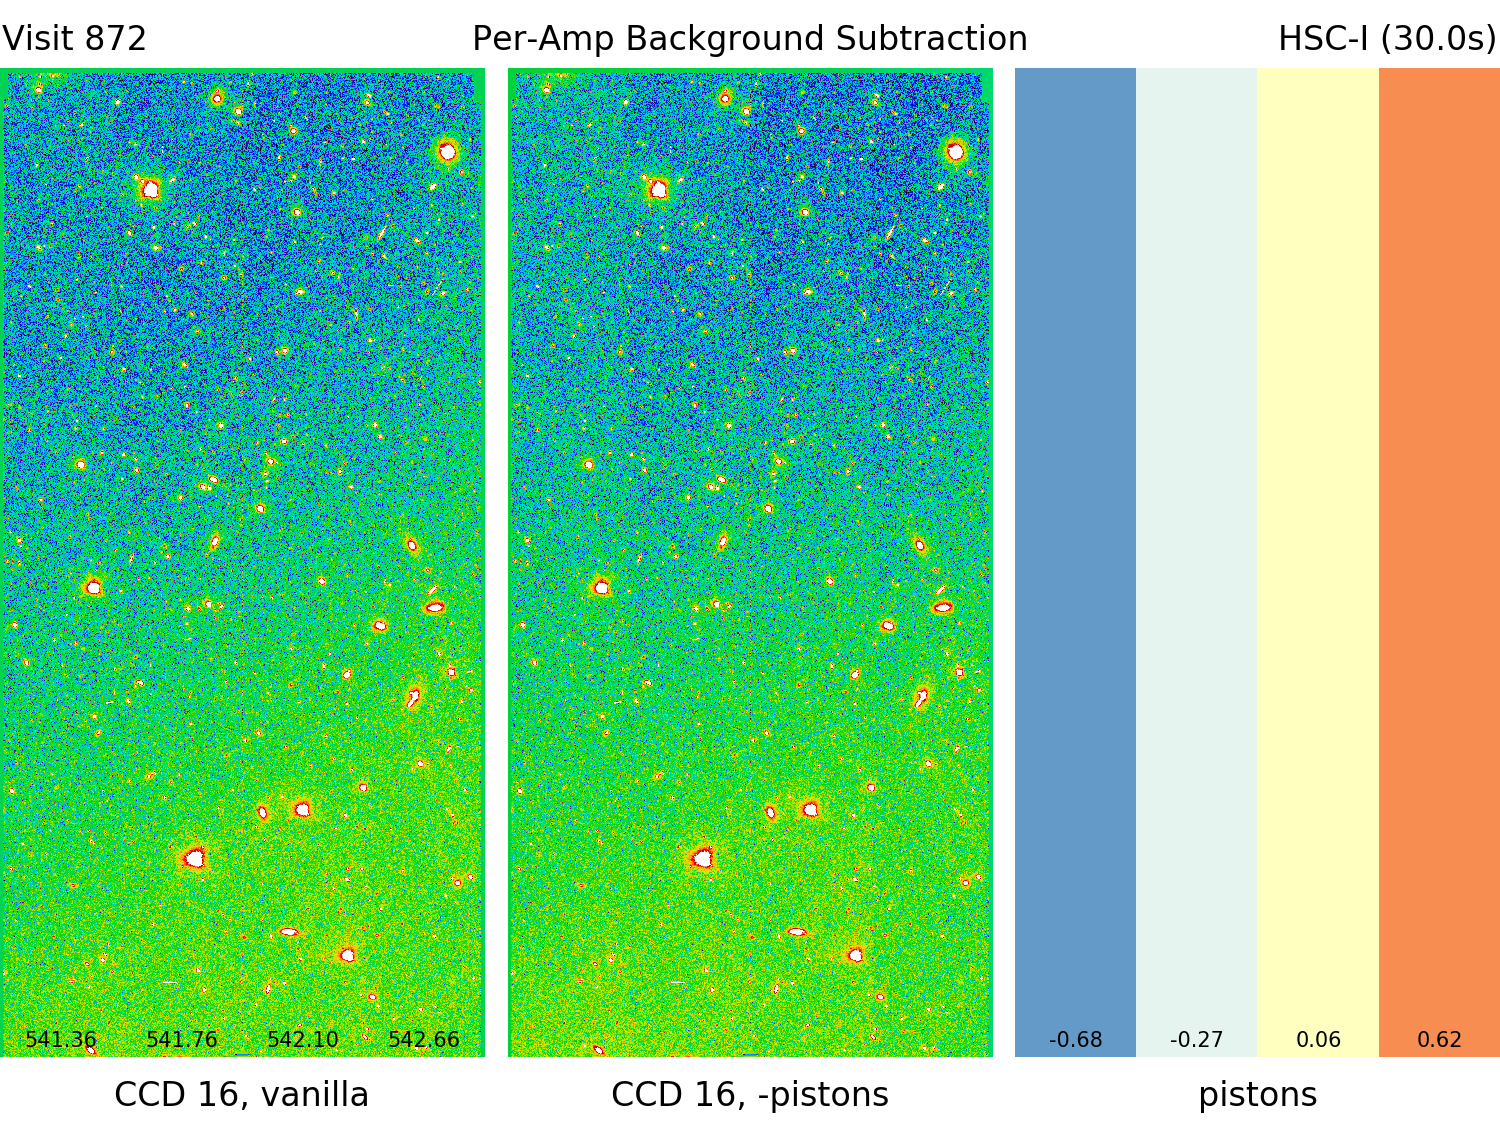 Visit 872 Per-Amp Background Subtraction HSC-I (30.0s)
541.36 541.76 542.10 542.66 -0.68 -0.27 0.06 0.62
CCD 16, vanilla CCD 16, -pistons pistons